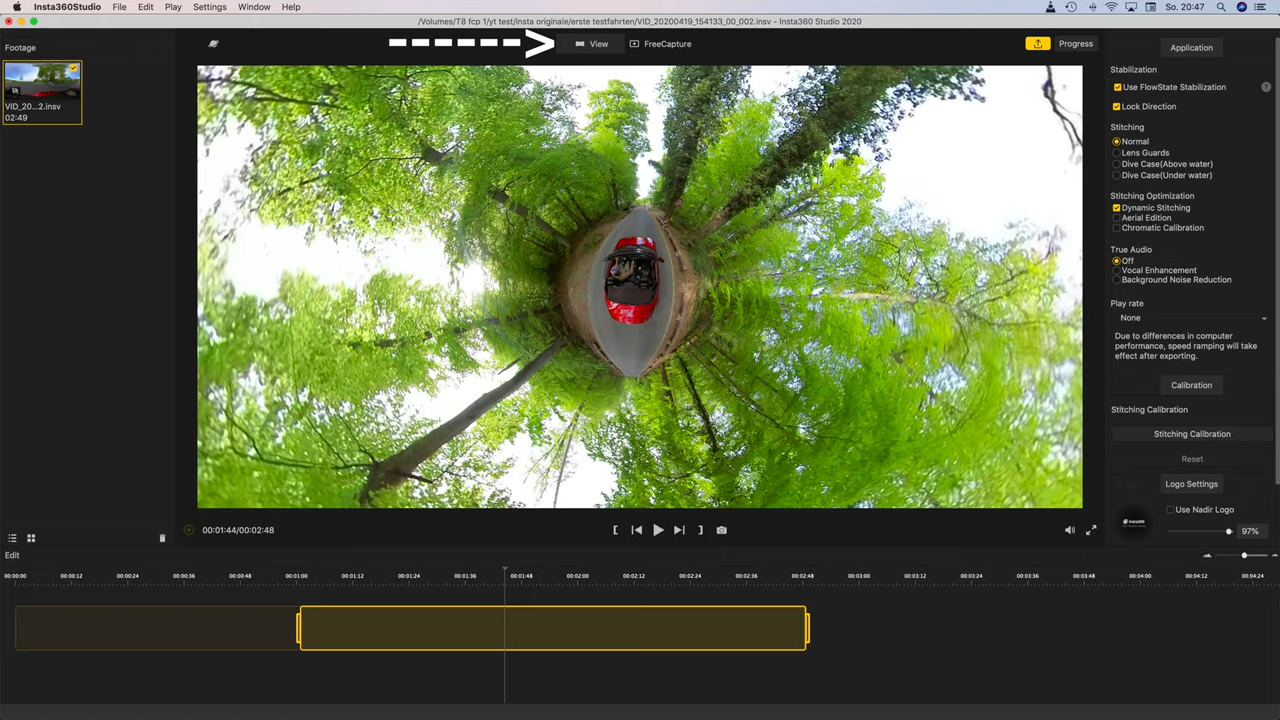 Insta360Studio File Edit Play Settings Window Help So. 20:47
/Volumes/T8 fcp 1/yt test/insta originale/erste testfahrten/VID_20200419_154133_00_002.insv - Insta360 Studio 2020
View FreeCapture Progress
Footage
VID_20...2.insv
02:49
Application
Stabilization
Use FlowState Stabilization ?
Lock Direction
Stitching
Normal
Lens Guards
Dive Case(Above water)
Dive Case(Under water)
Stitching Optimization
Dynamic Stitching
Aerial Edition
Chromatic Calibration
True Audio
Off
Vocal Enhancement
Background Noise Reduction
Play rate
None
Due to differences in computer
performance, speed ramping will take
effect after exporting.
Calibration
Stitching Calibration
Stitching Calibration
Reset
Logo Settings
Use Nadir Logo
Insta360
97%
00:01:44/00:02:48
Edit
00:00:00 00:00:12 00:00:24 00:00:36 00:00:48 00:01:00 00:01:12 00:01:24 00:01:36 00:01:48 00:02:00 00:02:12 00:02:24 00:02:36 00:02:48 00:03:00 00:03:12 00:03:24 00:03:36 00:03:48 00:04:00 00:04:12 00:04:24